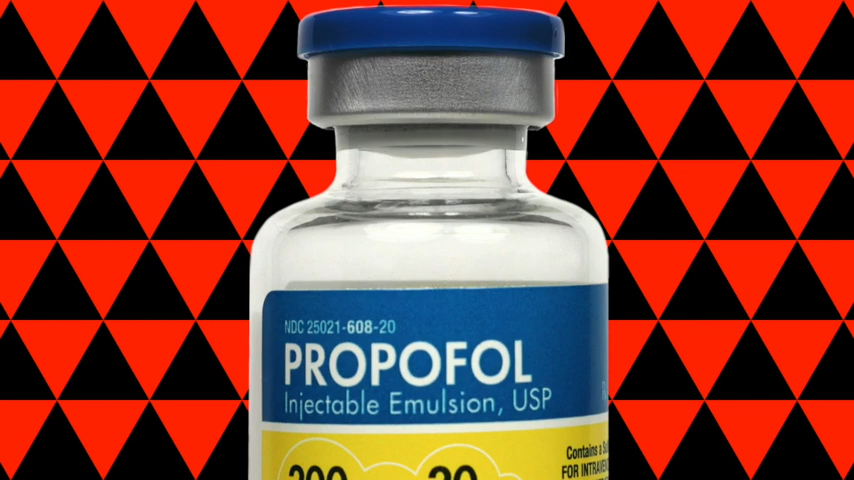 NDC 25021-608-20
PROPOFOL
Injectable Emulsion, USP
Contains a
FOR